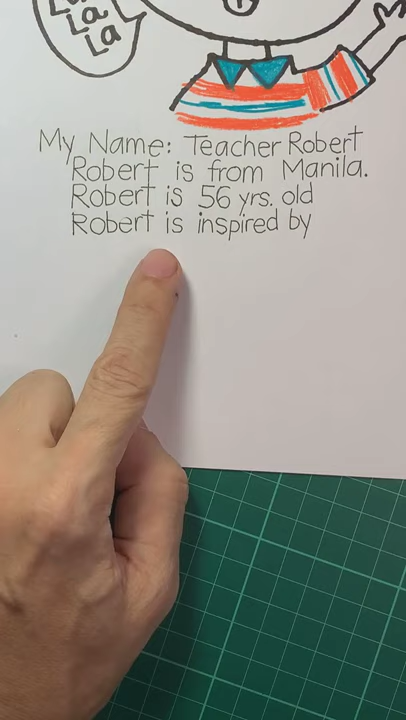 La
La
La
My Name: Teacher Robert
Robert is from Manila.
Robert is 56 yrs. old
Robert is inspired by